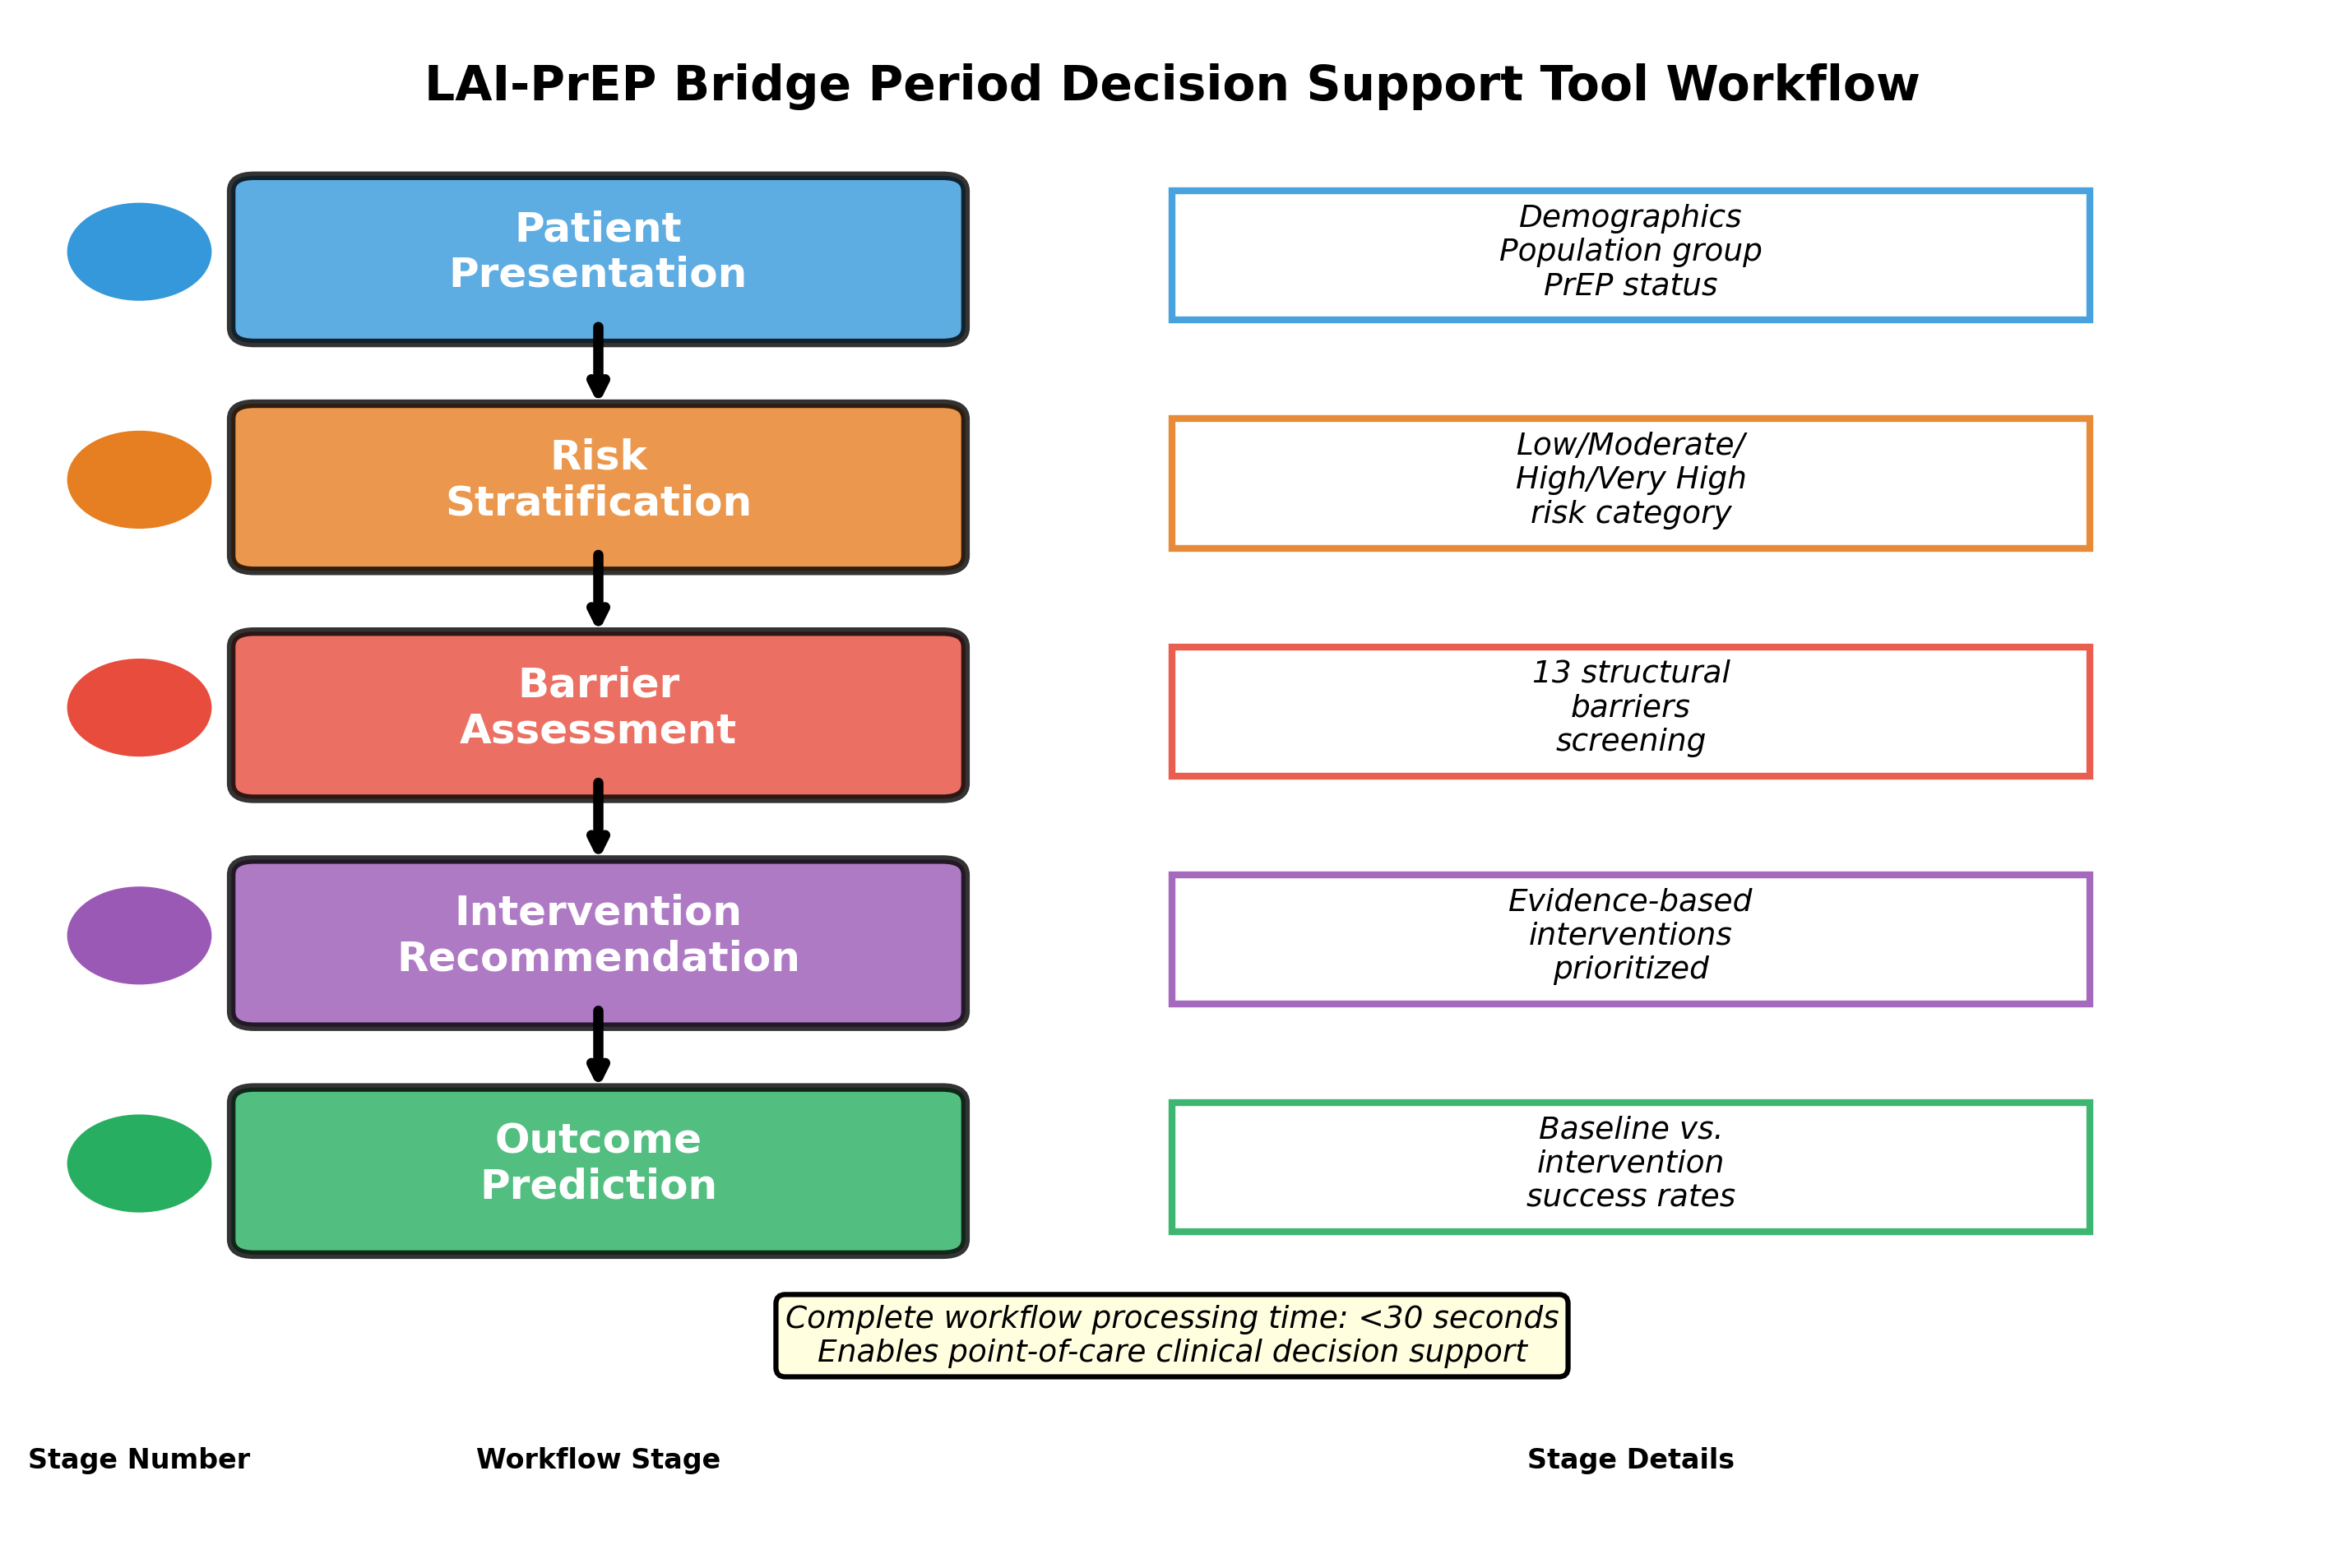 LAI-PrEP Bridge Period Decision Support Tool Workflow
Patient
Presentation
Demographics
Population group
PrEP status
Risk
Stratification
Low/Moderate/
High/Very High
risk category
Barrier
Assessment
13 structural
barriers
screening
Intervention
Recommendation
Evidence-based
interventions
prioritized
Outcome
Prediction
Baseline vs.
intervention
success rates
Complete workflow processing time: <30 seconds
Enables point-of-care clinical decision support
Stage Number
Workflow Stage
Stage Details